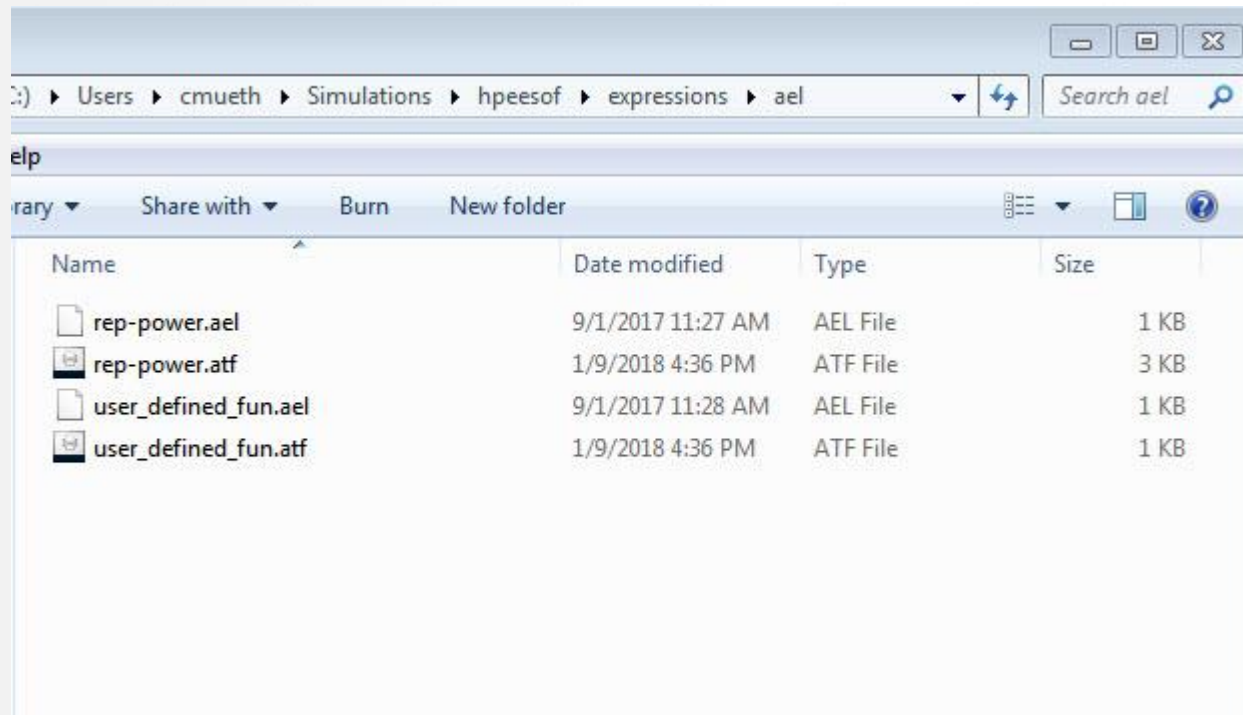 :) ▸ Users ▸ cmueth ▸ Simulations ▸ hpeesof ▸ expressions ▸ ael Search ael
elp
rary Share with Burn New folder
Name Date modified Type Size
rep-power.ael 9/1/2017 11:27 AM AEL File 1 KB
rep-power.atf 1/9/2018 4:36 PM ATF File 3 KB
user_defined_fun.ael 9/1/2017 11:28 AM AEL File 1 KB
user_defined_fun.atf 1/9/2018 4:36 PM ATF File 1 KB